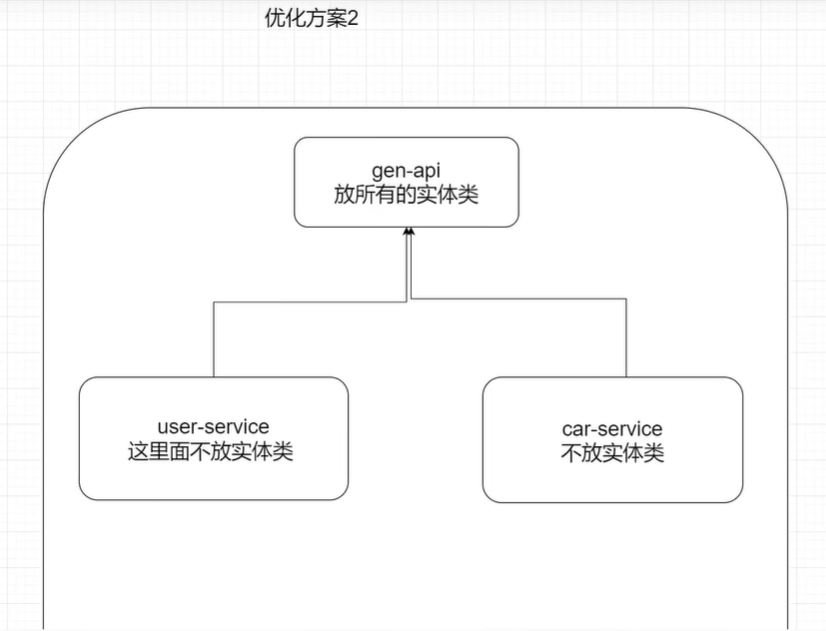 优化方案2
gen-api
放所有的实体类
user-service
这里面不放实体类
car-service
不放实体类